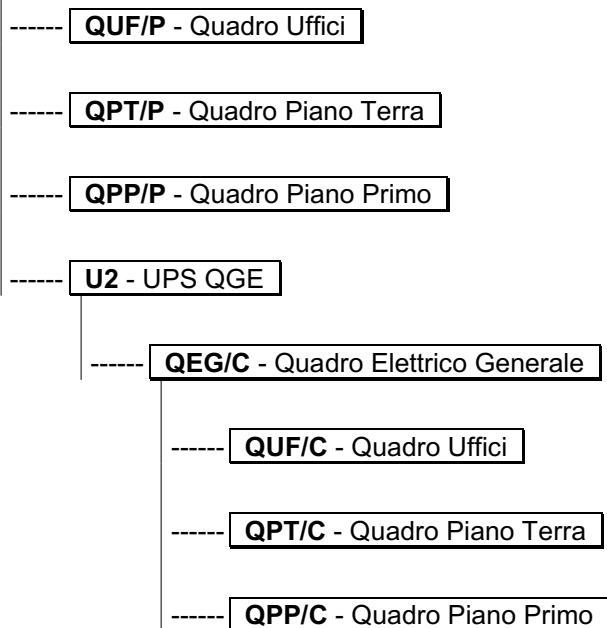 ------ QUF/P - Quadro Uffici
------ QPT/P - Quadro Piano Terra
------ QPP/P - Quadro Piano Primo
------ U2 - UPS QGE
------ QEG/C - Quadro Elettrico Generale
------ QUF/C - Quadro Uffici
------ QPT/C - Quadro Piano Terra
------ QPP/C - Quadro Piano Primo